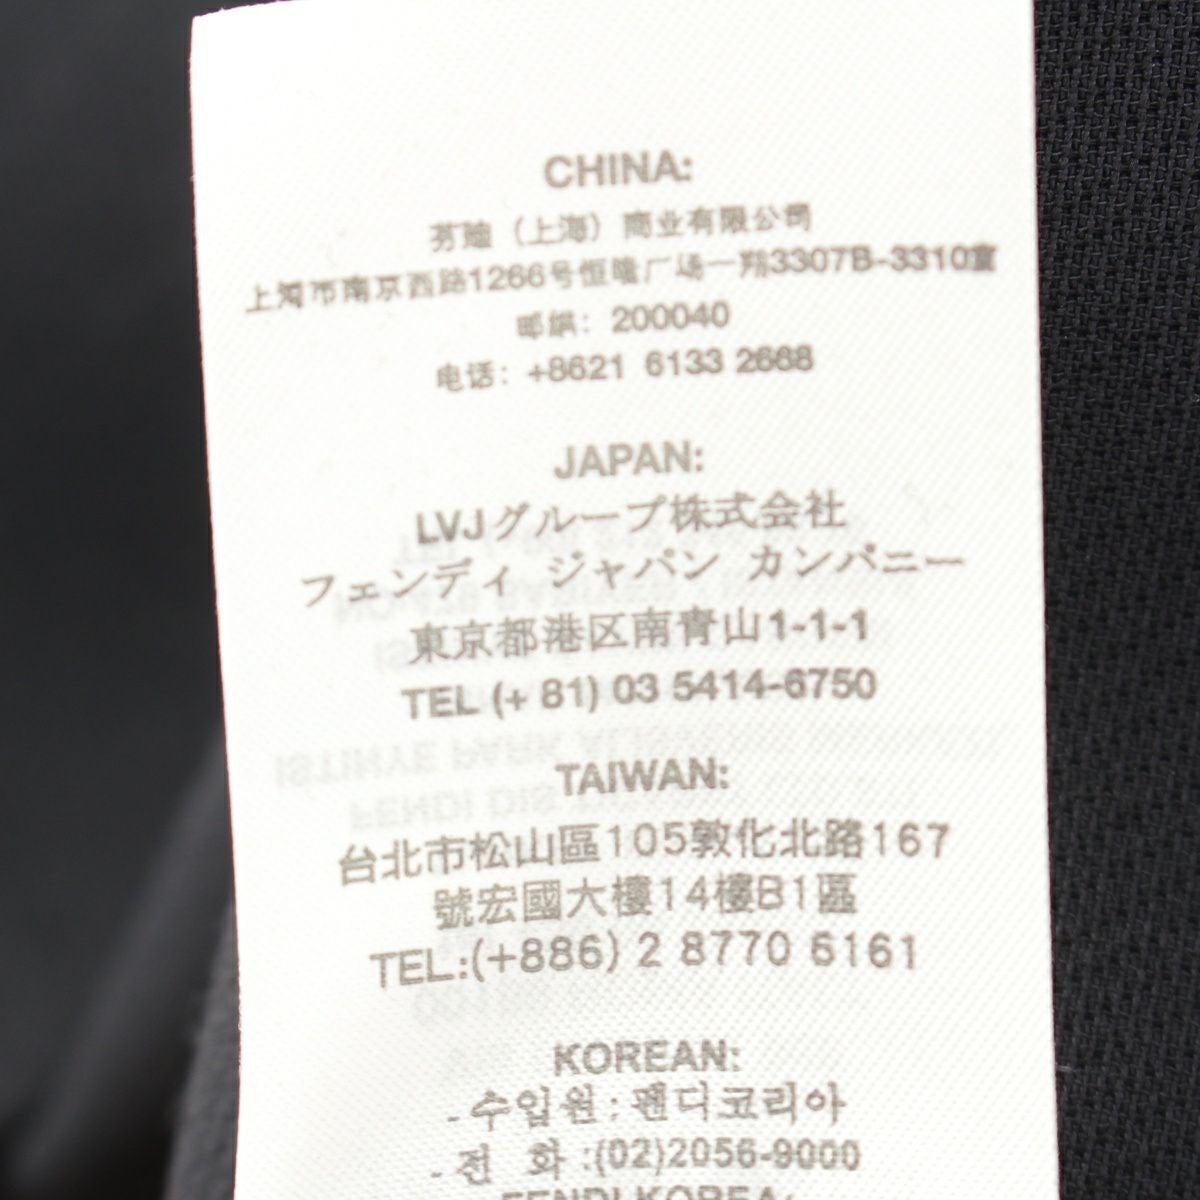 CHINA:
芬迪（上海）商业有限公司
上海市南京西路1266号恒隆广场一期3307B-3310室
邮编：200040
电话：+8621 6133 2688
JAPAN:
LVJグループ株式会社
フェンディ ジャパン カンパニー
東京都港区南青山1-1-1
TEL (+ 81) 03 5414-6750
TAIWAN:
台北市松山區105敦化北路167
號宏國大樓14樓B1區
TEL:(+886) 2 8770 6161
KOREAN:
- 수입원 : 펜디코리아
- 전 화 :(02)2056-9000
FENDI KOREA: